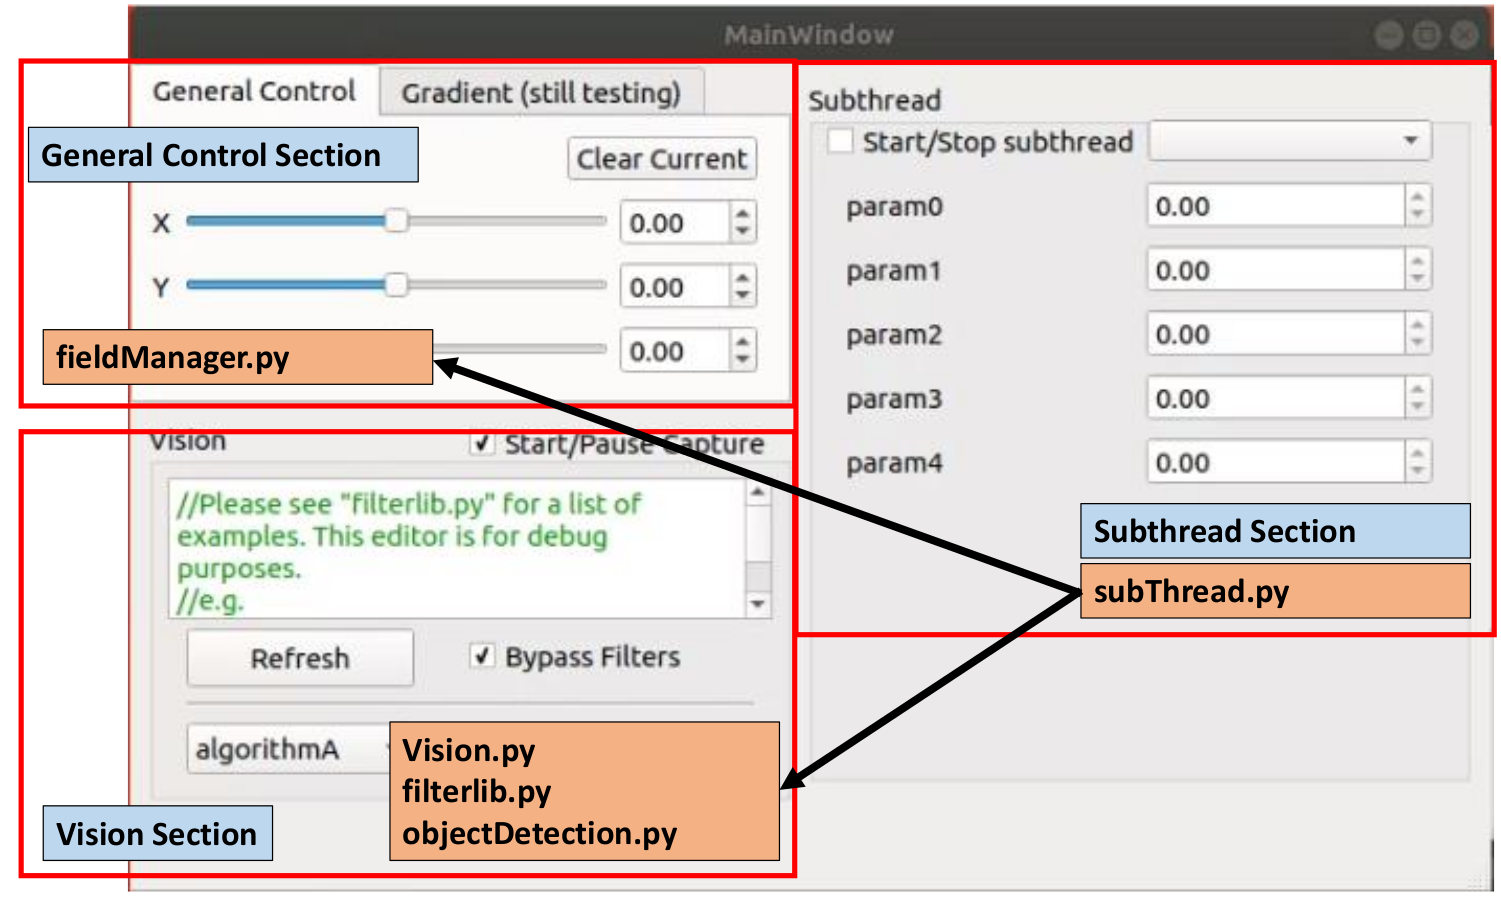 MainWindow
General Control
Gradient (still testing)
General Control Section
Clear Current
X
0.00
Y
0.00
fieldManager.py
0.00
Vision
Start/Pause Capture
//Please see "filterlib.py" for a list of
examples. This editor is for debug
purposes.
//e.g.
Refresh
Bypass Filters
algorithmA
Vision.py
filterlib.py
objectDetection.py
Vision Section
Subthread
Start/Stop subthread
param0
0.00
param1
0.00
param2
0.00
param3
0.00
param4
0.00
Subthread Section
subThread.py